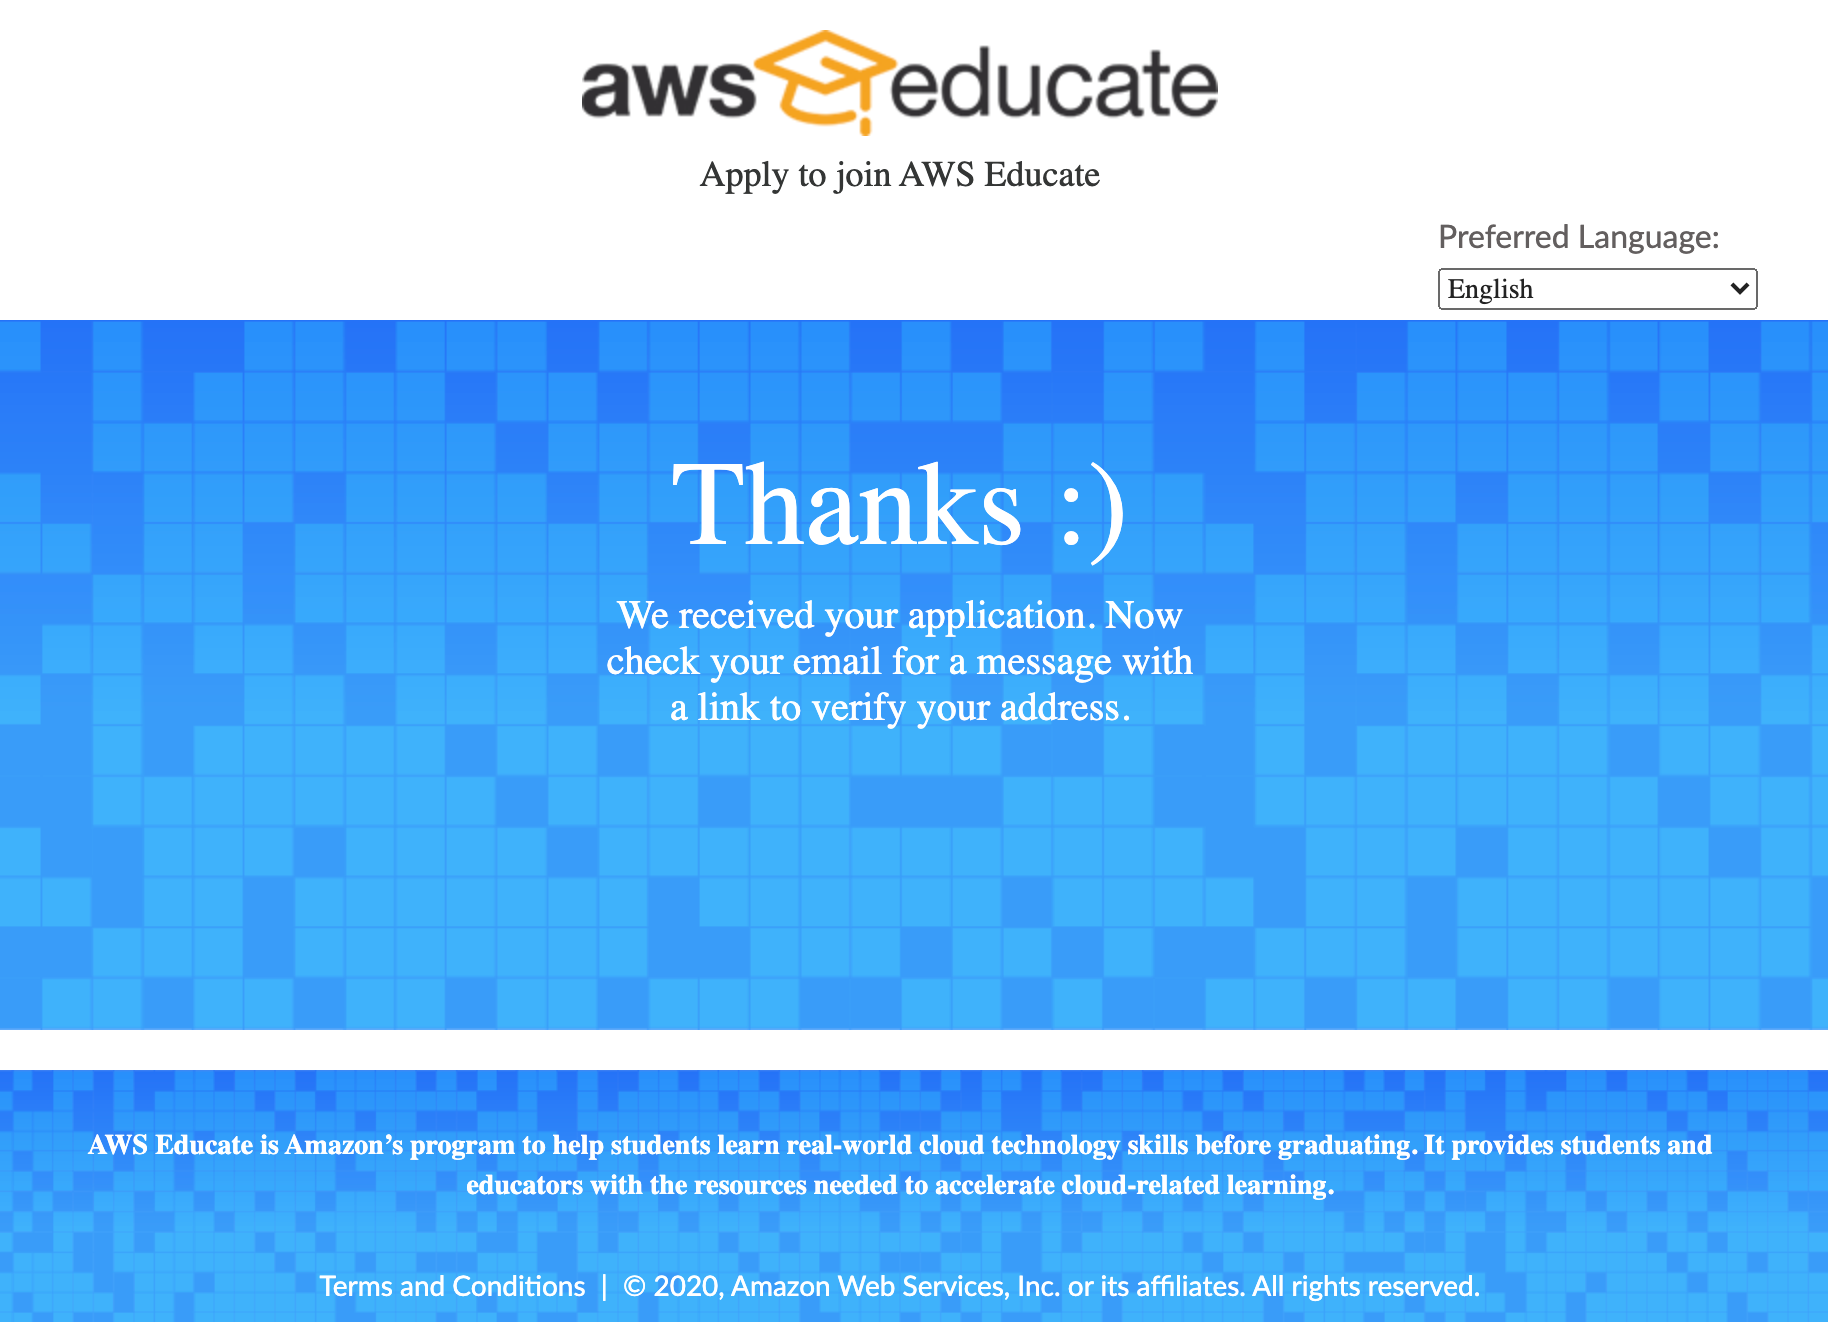 aws educate
Apply to join AWS Educate
Preferred Language:
English
Thanks :)
We received your application. Now
check your email for a message with
a link to verify your address.
AWS Educate is Amazon’s program to help students learn real-world cloud technology skills before graduating. It provides students and
educators with the resources needed to accelerate cloud-related learning.
Terms and Conditions | © 2020, Amazon Web Services, Inc. or its affiliates. All rights reserved.